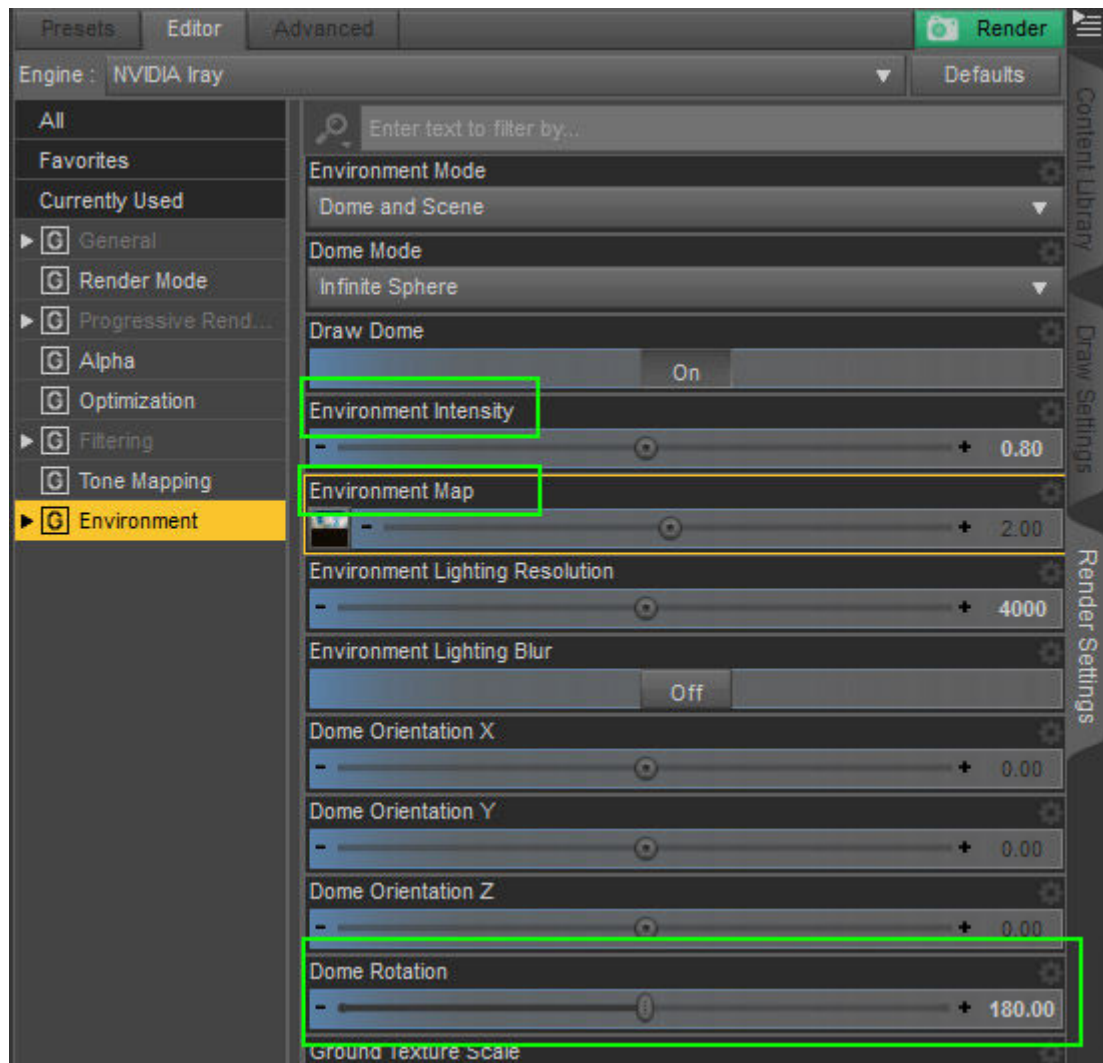 Presets Editor Advanced Render
Engine : NVIDIA Iray Defaults
All
Favorites
Currently Used
G General
G Render Mode
G Progressive Rend...
G Alpha
G Optimization
G Filtering
G Tone Mapping
G Environment
Enter text to filter by...
Environment Mode
Dome and Scene
Dome Mode
Infinite Sphere
Draw Dome
On
Environment Intensity
- + 0.80
Environment Map
- + 2.00
Environment Lighting Resolution
- + 4000
Environment Lighting Blur
Off
Dome Orientation X
- + 0.00
Dome Orientation Y
- + 0.00
Dome Orientation Z
- + 0.00
Dome Rotation
- + 180.00
Ground Texture Scale
Content Library
Draw Settings
Render Settings